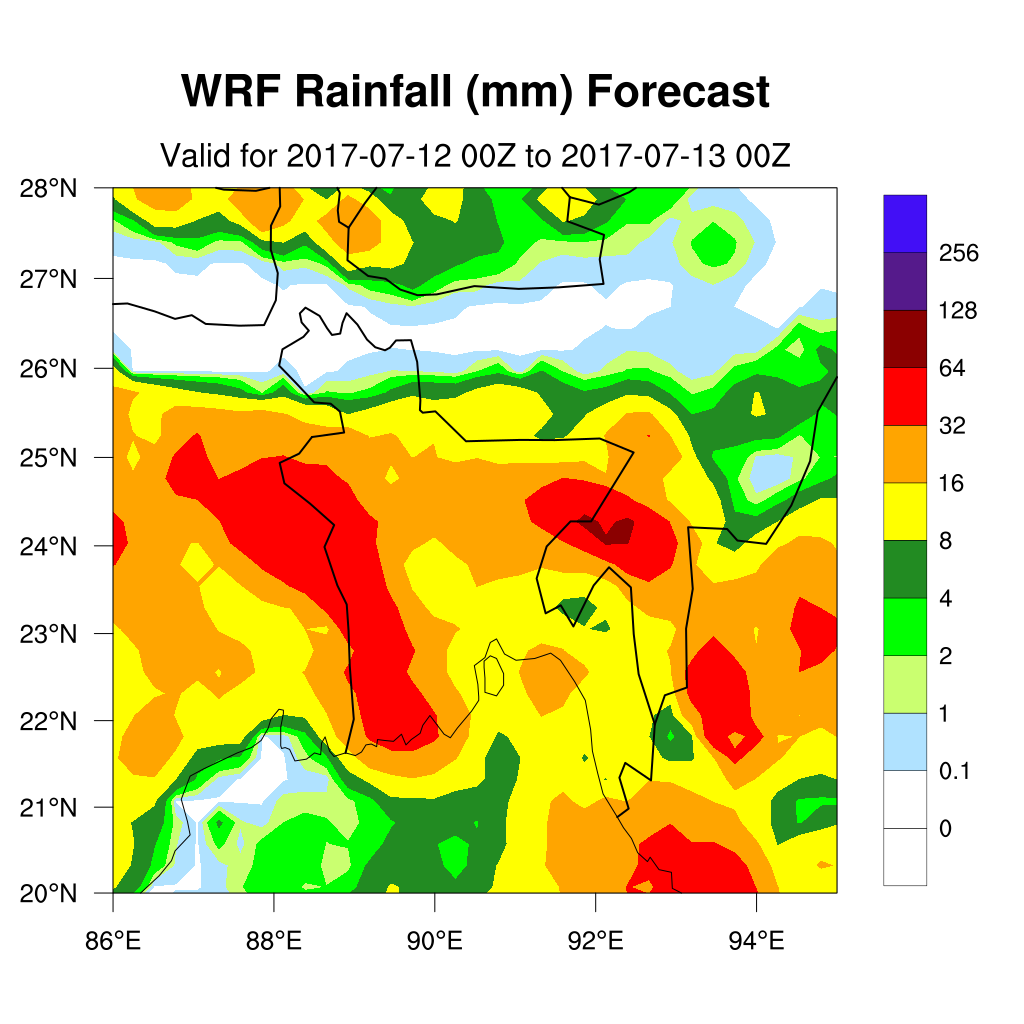 WRF Rainfall (mm) Forecast
Valid for 2017-07-12 00Z to 2017-07-13 00Z
28°N
27°N
26°N
25°N
24°N
23°N
22°N
21°N
20°N
86°E 88°E 90°E 92°E 94°E
256
128
64
32
16
8
4
2
1
0.1
0